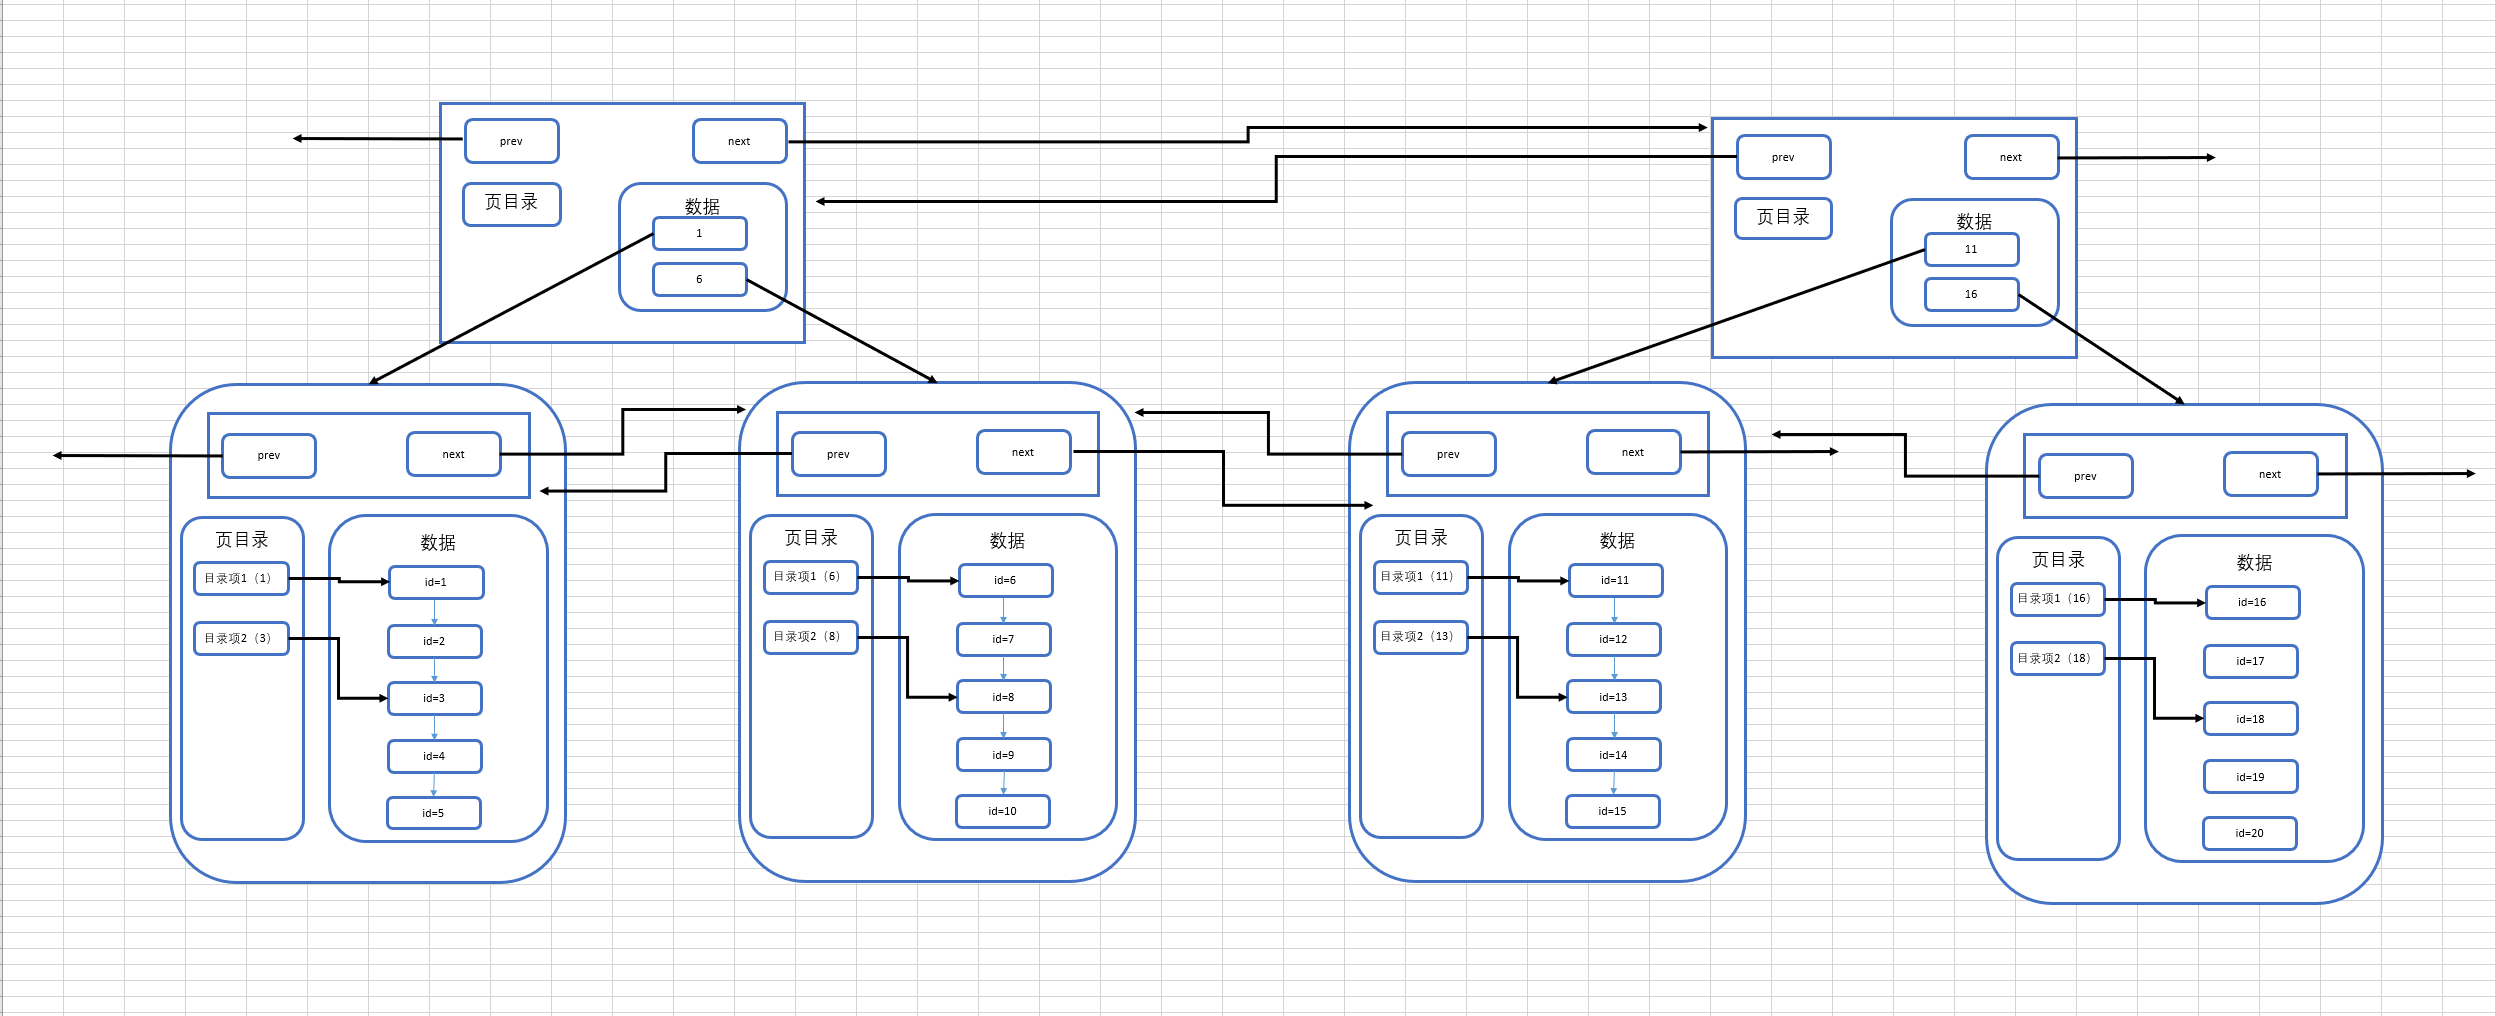 prev
next
页目录
数据
1
6
prev
next
页目录
数据
11
16
prev
next
页目录
目录项1（1）
目录项2（3）
数据
id=1
id=2
id=3
id=4
id=5
prev
next
页目录
目录项1（6）
目录项2（8）
数据
id=6
id=7
id=8
id=9
id=10
prev
next
页目录
目录项1（11）
目录项2（13）
数据
id=11
id=12
id=13
id=14
id=15
prev
next
页目录
目录项1（16）
目录项2（18）
数据
id=16
id=17
id=18
id=19
id=20